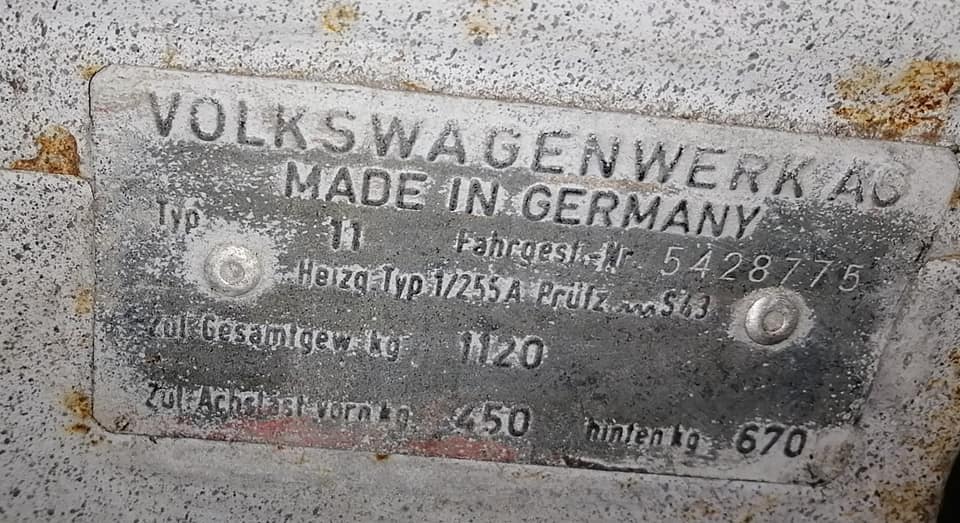 VOLKSWAGENWERK AG
MADE IN GERMANY
Typ 11 Fahrgest.-Nr. 5428775
Heizg-Typ 1/255A Prüfz. S43
Zul.-Gesamtgew. kg 1120
Zul.-Achslast vorn kg 450 hinten kg 670